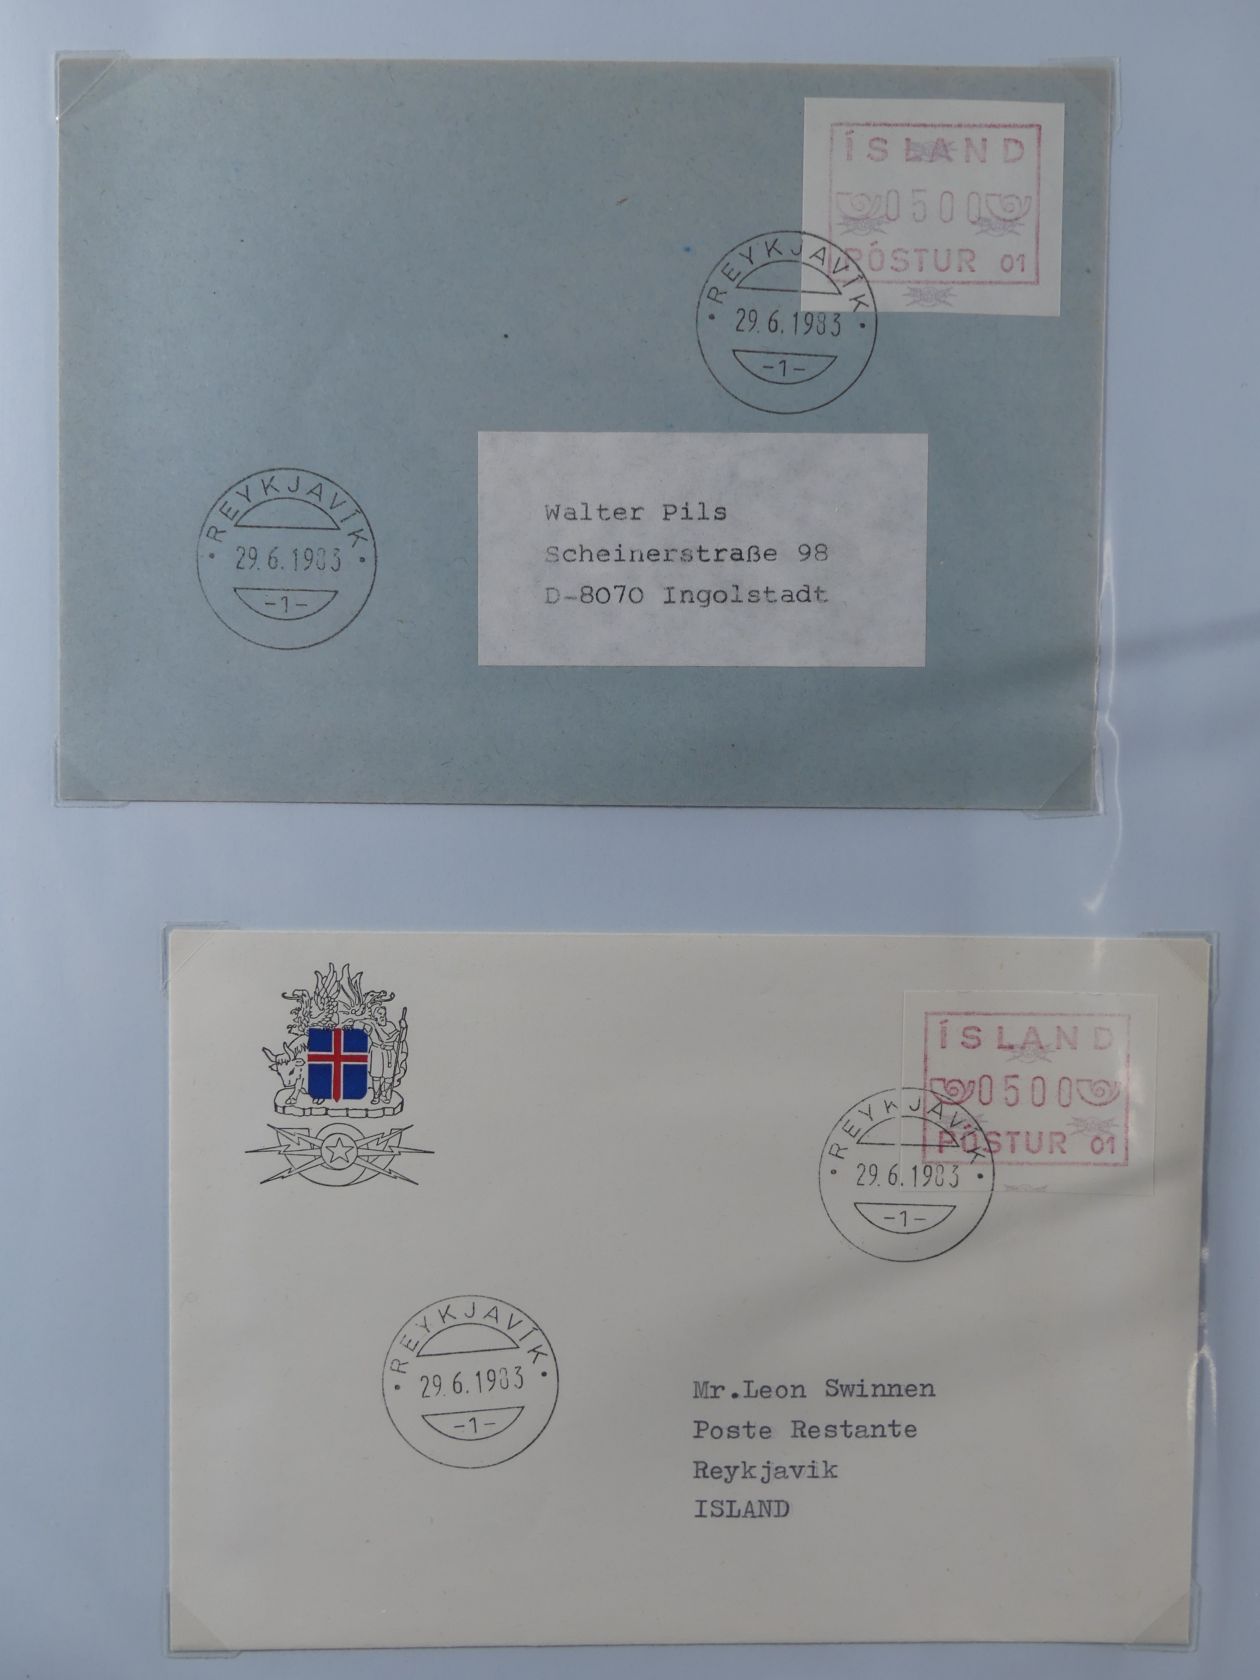 ÍSLAND
0500
PÓSTUR 01
REYKJAVÍK
29.6.1983
-1-
REYKJAVÍK
29.6.1983
-1-
Walter Pils
Scheinerstraße 98
D-8070 Ingolstadt
ÍSLAND
0500
PÓSTUR 01
REYKJAVÍK
29.6.1983
-1-
REYKJAVÍK
29.6.1983
-1-
Mr.Leon Swinnen
Poste Restante
Reykjavik
ISLAND